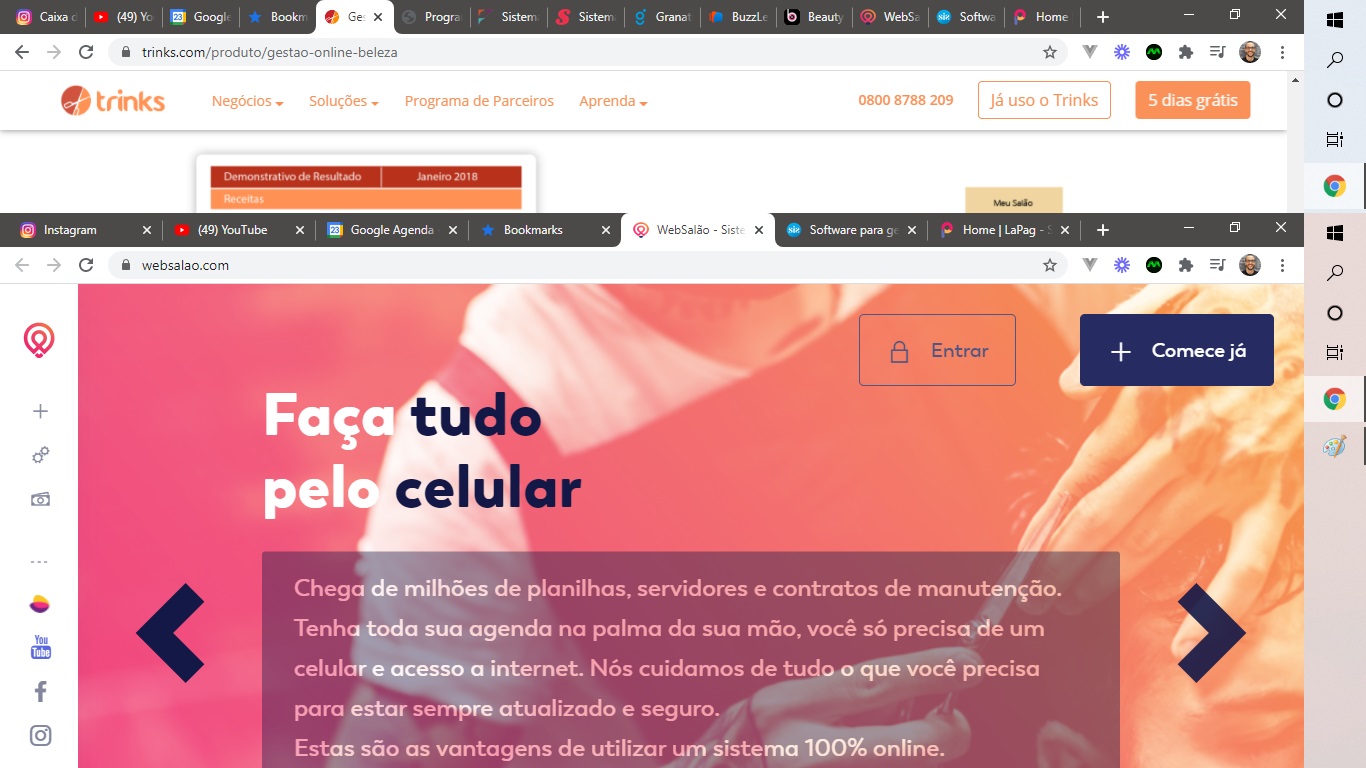 Caixa d
(49) Yo
Google
Bookm
Ges
Progra
Sistem
Sistem
Granat
BuzzLe
Beauty
WebSa
Softwa
Home
trinks.com/produto/gestao-online-beleza
trinks
Negócios
Soluções
Programa de Parceiros
Aprenda
0800 8788 209
Já uso o Trinks
5 dias grátis
Demonstrativo de Resultado
Janeiro 2018
Receitas
Meu Salão
Instagram
(49) YouTube
Google Agenda -
Bookmarks
WebSalão - Siste
Software para ge
Home | LaPag - S
websalao.com
Entrar
Comece já
Faça tudo
pelo celular
Chega de milhões de planilhas, servidores e contratos de manutenção.
Tenha toda sua agenda na palma da sua mão, você só precisa de um
celular e acesso a internet. Nós cuidamos de tudo o que você precisa
para estar sempre atualizado e seguro.
Estas são as vantagens de utilizar um sistema 100% online.
You
Tube